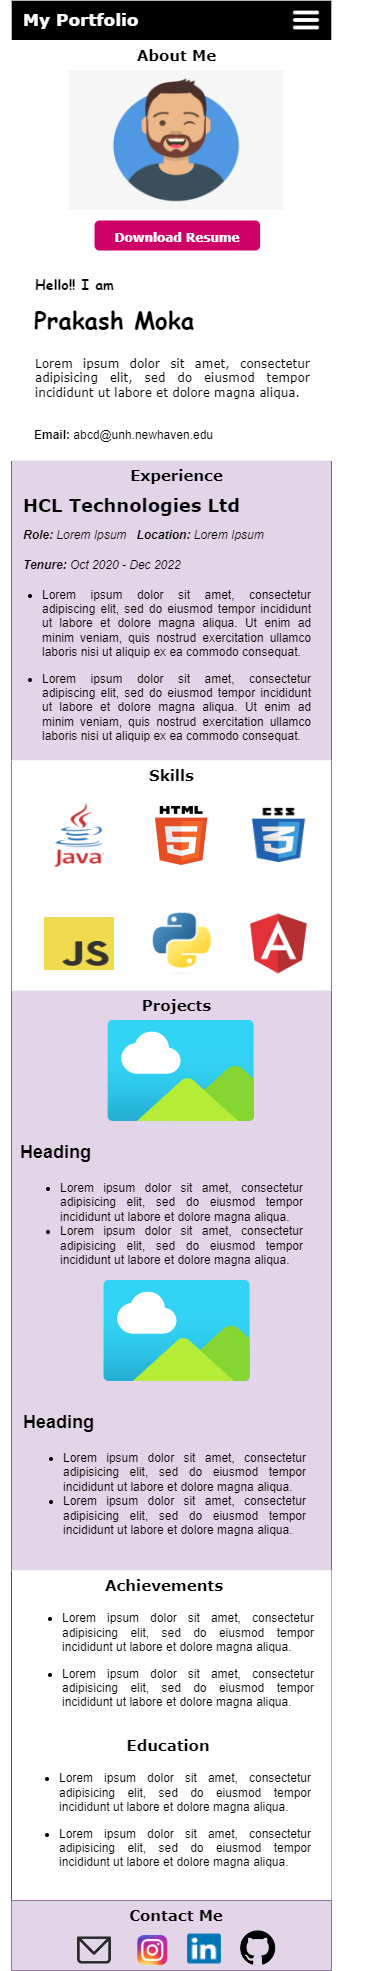 My Portfolio
About Me
Download Resume
Hello!! I am
Prakash Moka
Lorem ipsum dolor sit amet, consectetur
adipisicing elit, sed do eiusmod tempor
incididunt ut labore et dolore magna aliqua.
Email: abcd@unh.newhaven.edu
Experience
HCL Technologies Ltd
Role: Lorem Ipsum Location: Lorem Ipsum
Tenure: Oct 2020 - Dec 2022
• Lorem ipsum dolor sit amet, consectetur
adipiscing elit, sed do eiusmod tempor incididunt
ut labore et dolore magna aliqua. Ut enim ad
minim veniam, quis nostrud exercitation ullamco
laboris nisi ut aliquip ex ea commodo consequat.
• Lorem ipsum dolor sit amet, consectetur
adipiscing elit, sed do eiusmod tempor incididunt
ut labore et dolore magna aliqua. Ut enim ad
minim veniam, quis nostrud exercitation ullamco
laboris nisi ut aliquip ex ea commodo consequat.
Skills
Java HTML 5 CSS 3
JS A
Projects
Heading
• Lorem ipsum dolor sit amet, consectetur
adipisicing elit, sed do eiusmod tempor
incididunt ut labore et dolore magna aliqua.
• Lorem ipsum dolor sit amet, consectetur
adipisicing elit, sed do eiusmod tempor
incididunt ut labore et dolore magna aliqua.
Heading
• Lorem ipsum dolor sit amet, consectetur
adipisicing elit, sed do eiusmod tempor
incididunt ut labore et dolore magna aliqua.
• Lorem ipsum dolor sit amet, consectetur
adipisicing elit, sed do eiusmod tempor
incididunt ut labore et dolore magna aliqua.
Achievements
• Lorem ipsum dolor sit amet, consectetur
adipisicing elit, sed do eiusmod tempor
incididunt ut labore et dolore magna aliqua.
• Lorem ipsum dolor sit amet, consectetur
adipisicing elit, sed do eiusmod tempor
incididunt ut labore et dolore magna aliqua.
Education
• Lorem ipsum dolor sit amet, consectetur
adipisicing elit, sed do eiusmod tempor
incididunt ut labore et dolore magna aliqua.
• Lorem ipsum dolor sit amet, consectetur
adipisicing elit, sed do eiusmod tempor
incididunt ut labore et dolore magna aliqua.
Contact Me
in